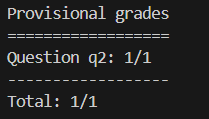 Provisional grades
==================
Question q2: 1/1
------------------
Total: 1/1